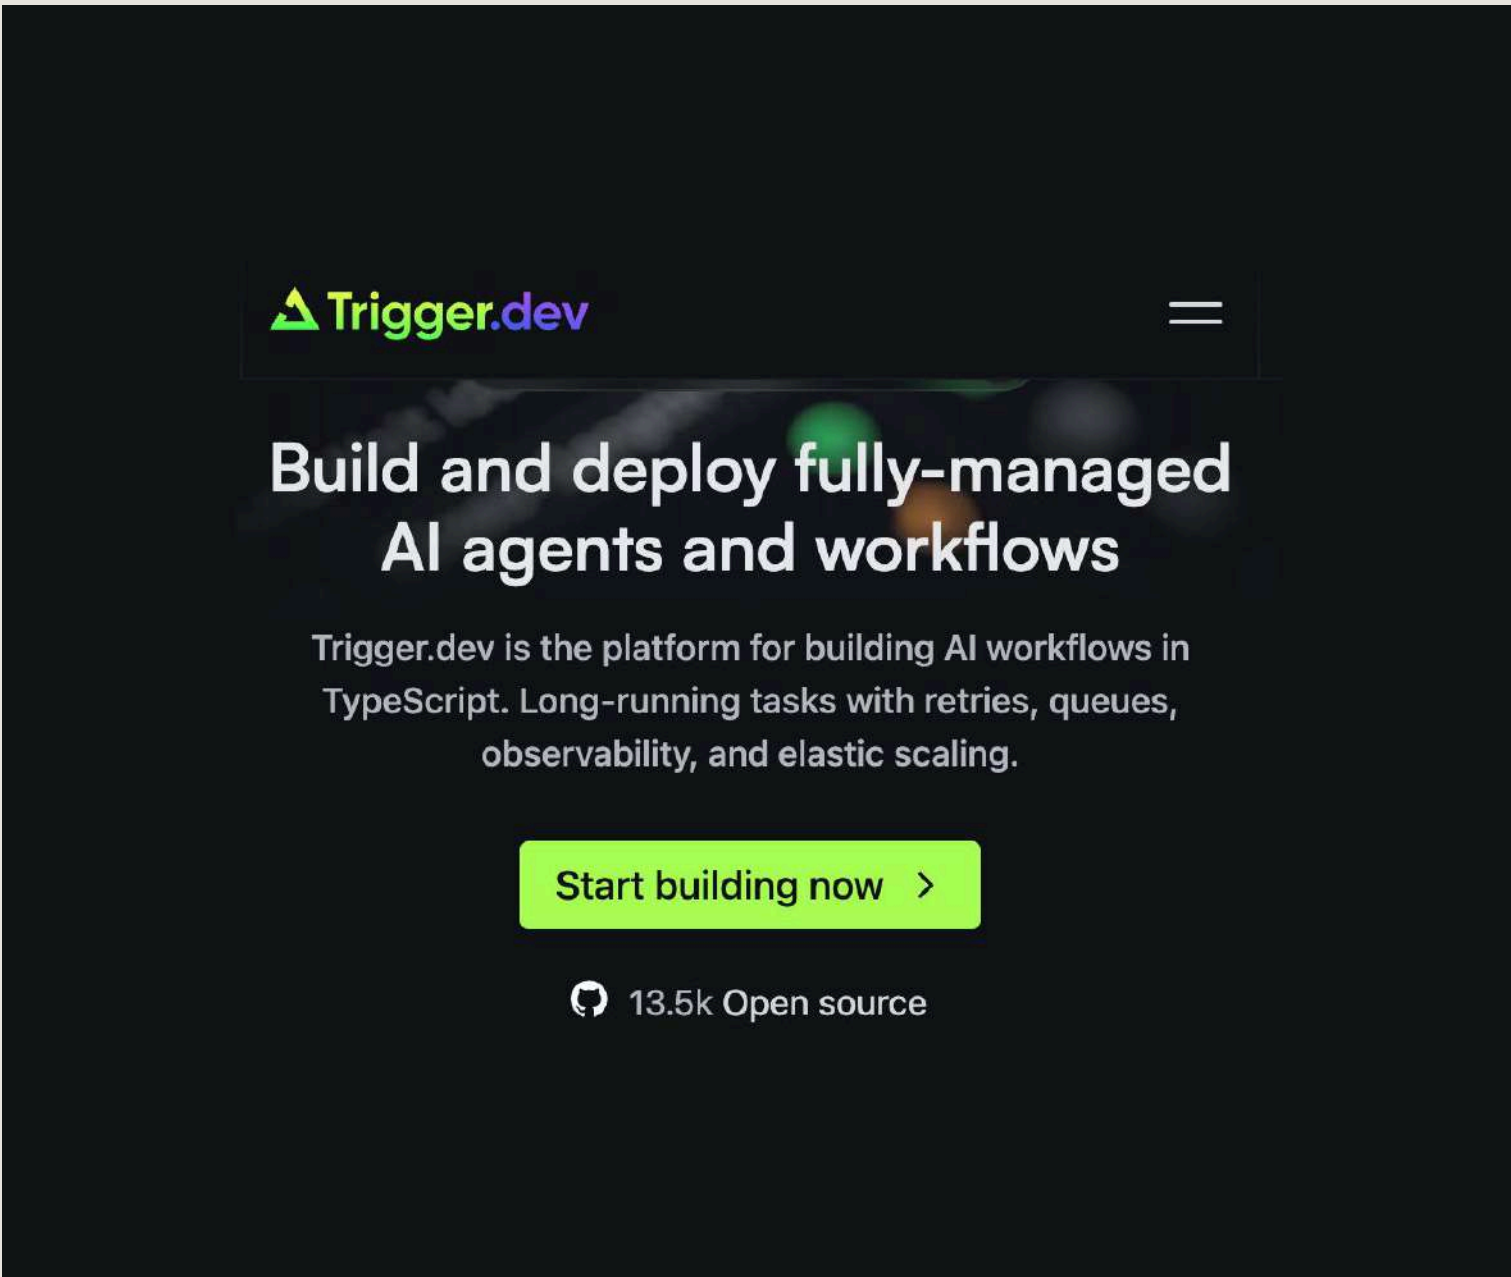 Trigger.dev
Build and deploy fully-managed
AI agents and workflows
Trigger.dev is the platform for building AI workflows in
TypeScript. Long-running tasks with retries, queues,
observability, and elastic scaling.
Start building now
13.5k Open source